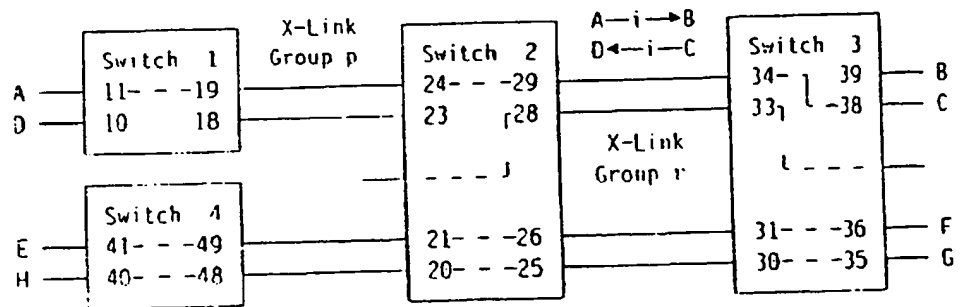 A—i→B
D←i—C
X-Link
Group p
Switch 1
11- - -19
10 18
A
D
Switch 2
24- - -29
23 28
- - -
21- - -26
20- - -25
X-Link
Group r
Switch 3
34- 39
33 -38
- - -
31- - -36
30- - -35
B
C
F
G
Switch 4
41- - -49
40- - -48
E
H